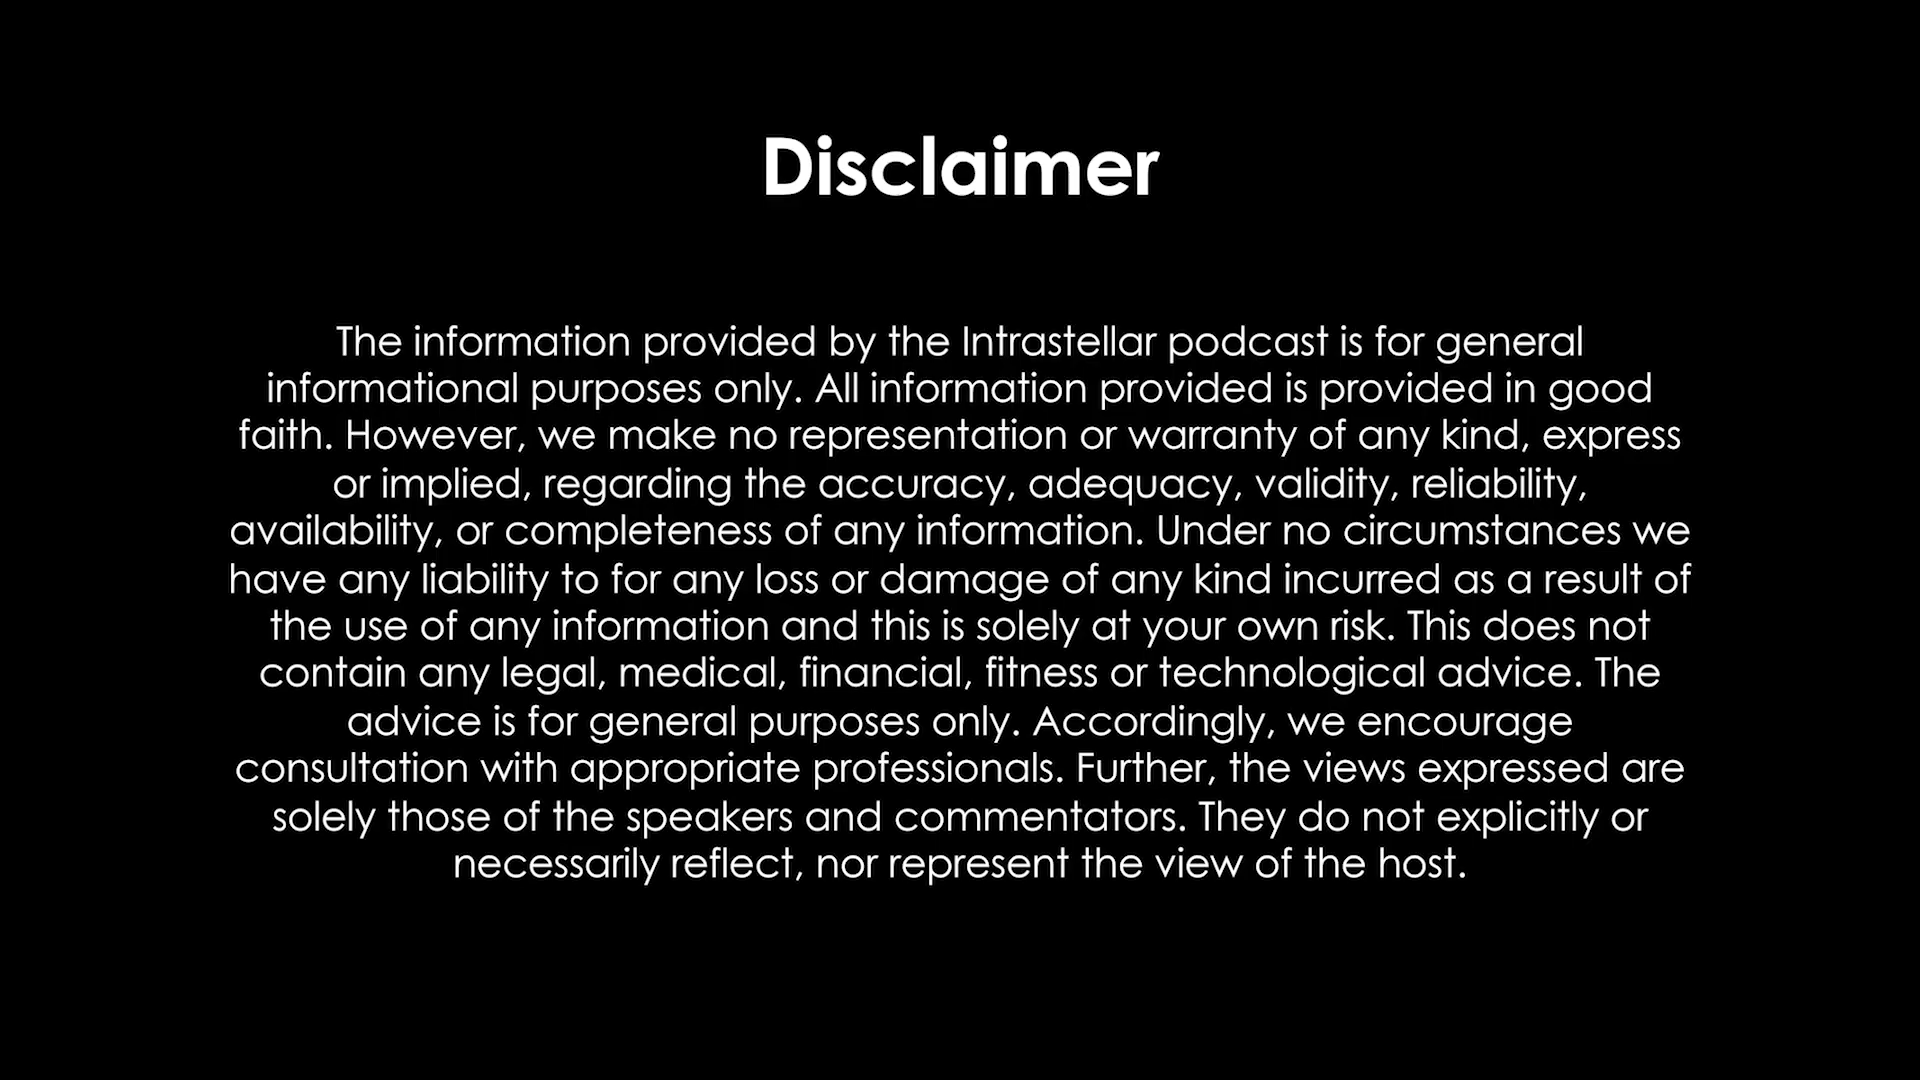 Disclaimer
The information provided by the Intrastellar podcast is for general
informational purposes only. All information provided is provided in good
faith. However, we make no representation or warranty of any kind, express
or implied, regarding the accuracy, adequacy, validity, reliability,
availability, or completeness of any information. Under no circumstances we
have any liability to for any loss or damage of any kind incurred as a result of
the use of any information and this is solely at your own risk. This does not
contain any legal, medical, financial, fitness or technological advice. The
advice is for general purposes only. Accordingly, we encourage
consultation with appropriate professionals. Further, the views expressed are
solely those of the speakers and commentators. They do not explicitly or
necessarily reflect, nor represent the view of the host.